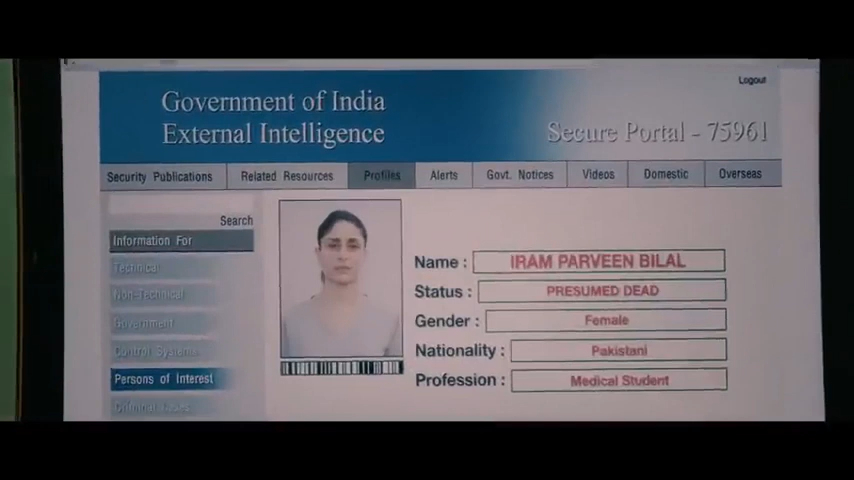 Logout
Government of India
External Intelligence
Secure Portal - 75961
Security Publications
Related Resources
Profiles
Alerts
Govt. Notices
Videos
Domestic
Overseas
Search
Information For
Technical
Non-Technical
Government
Control Systems
Persons of Interest
Name : IRAM PARVEEN BILAL
Status : PRESUMED DEAD
Gender : Female
Nationality : Pakistani
Profession : Medical Student